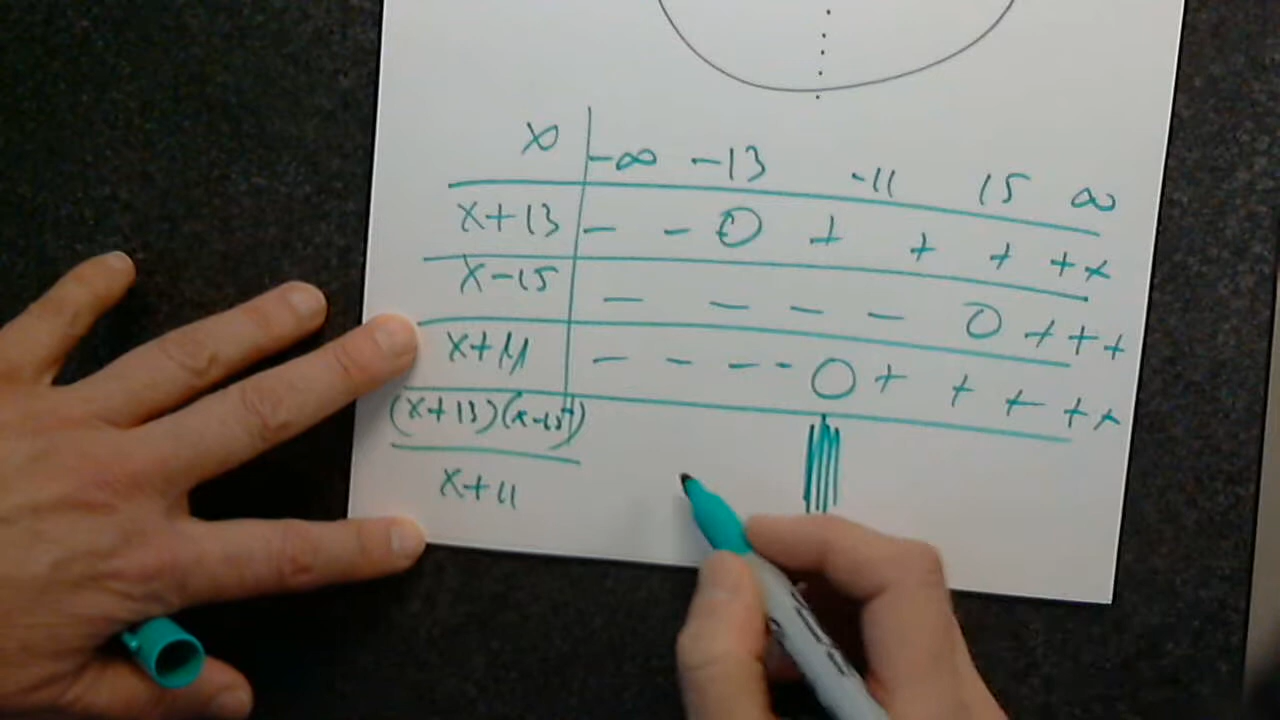 x -∞ -13 -11 15 ∞
x+13 - - 0 + + + + +
x-15 - - - - 0 + + +
x+11 - - - - 0 + + + + +
(x+13)(x-15)
x+11